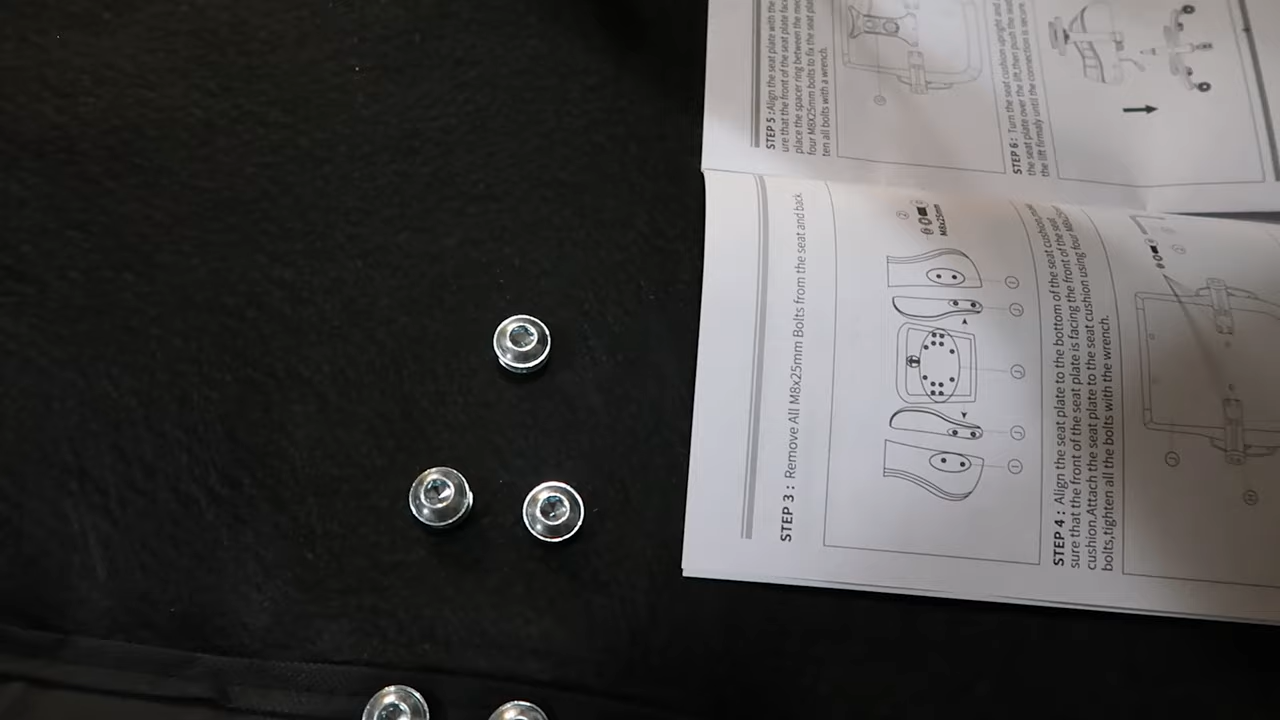 STEP 3 : Remove All M8x25mm Bolts from the seat and back.
M8x25mm
STEP 4 : Align the seat plate to the bottom of the seat cushion,
sure that the front of the seat plate is facing the front of the seat
cushion.Attach the seat plate to the seat cushion using four
bolts,tighten all the bolts with the wrench.
STEP 5 :Align the seat plate with the
ure that the front of the seat plate
place the spacer ring between the
four M8X25mm bolts to fix the seat
ten all bolts with a wrench.
STEP 6 : Turn the seat cushion upright and
the seat plate over the lift,then push the
the lift firmaly until the connection is secure.